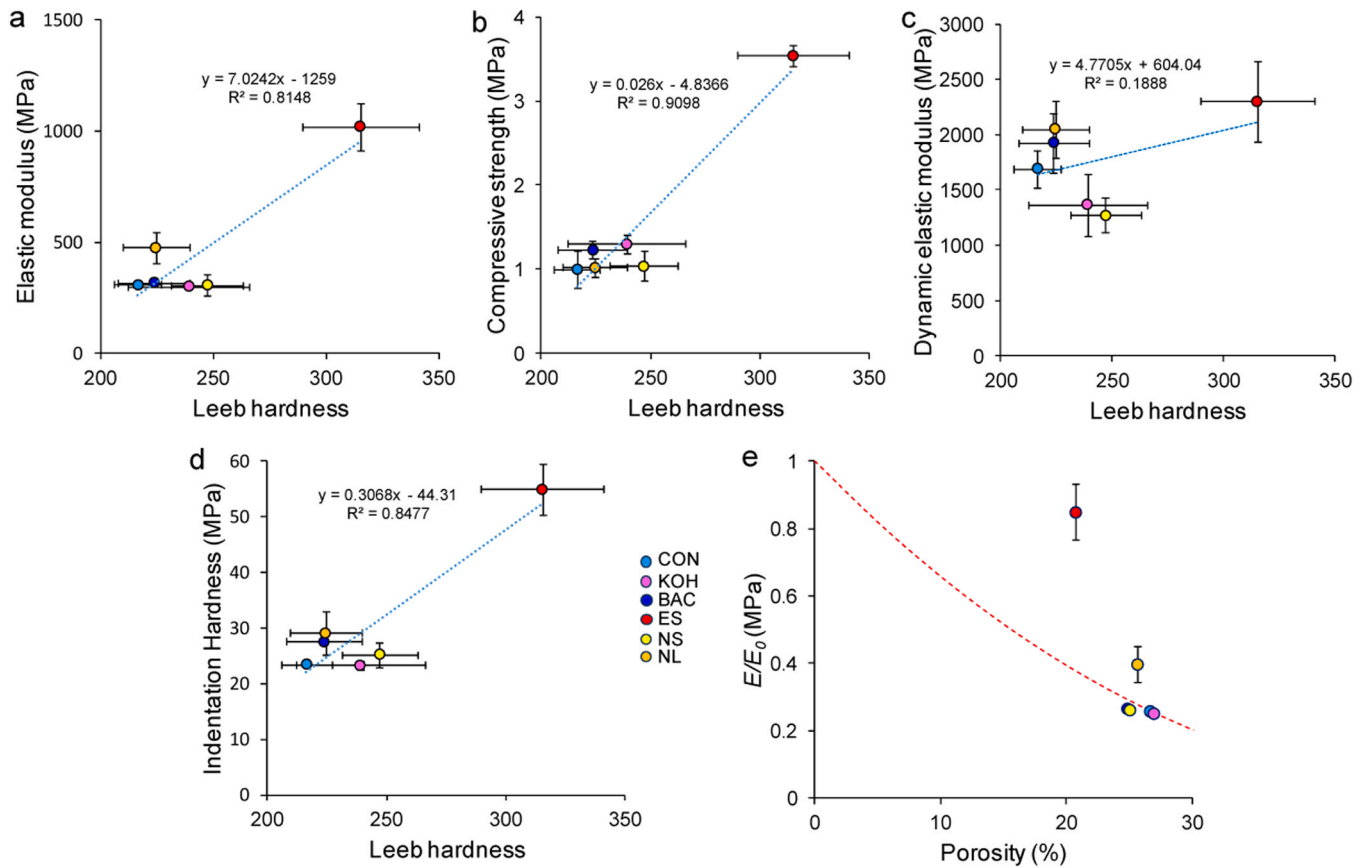 a
1500
1000
500
0
200
250
300
350
Elastic modulus (MPa)
Leeb hardness
y = 7.0242x - 1259
R² = 0.8148
b
4
3
2
1
0
200
250
300
350
Compressive strength (MPa)
Leeb hardness
y = 0.026x - 4.8366
R² = 0.9098
c
3000
2500
2000
1500
1000
500
0
200
250
300
350
Dynamic elastic modulus (MPa)
Leeb hardness
y = 4.7705x + 604.04
R² = 0.1888
d
60
50
40
30
20
10
0
200
250
300
350
Indentation Hardness (MPa)
Leeb hardness
y = 0.3068x - 44.31
R² = 0.8477
CON
KOH
BAC
ES
NS
NL
e
1
0.8
0.6
0.4
0.2
0
0
10
20
30
E/E₀ (MPa)
Porosity (%)